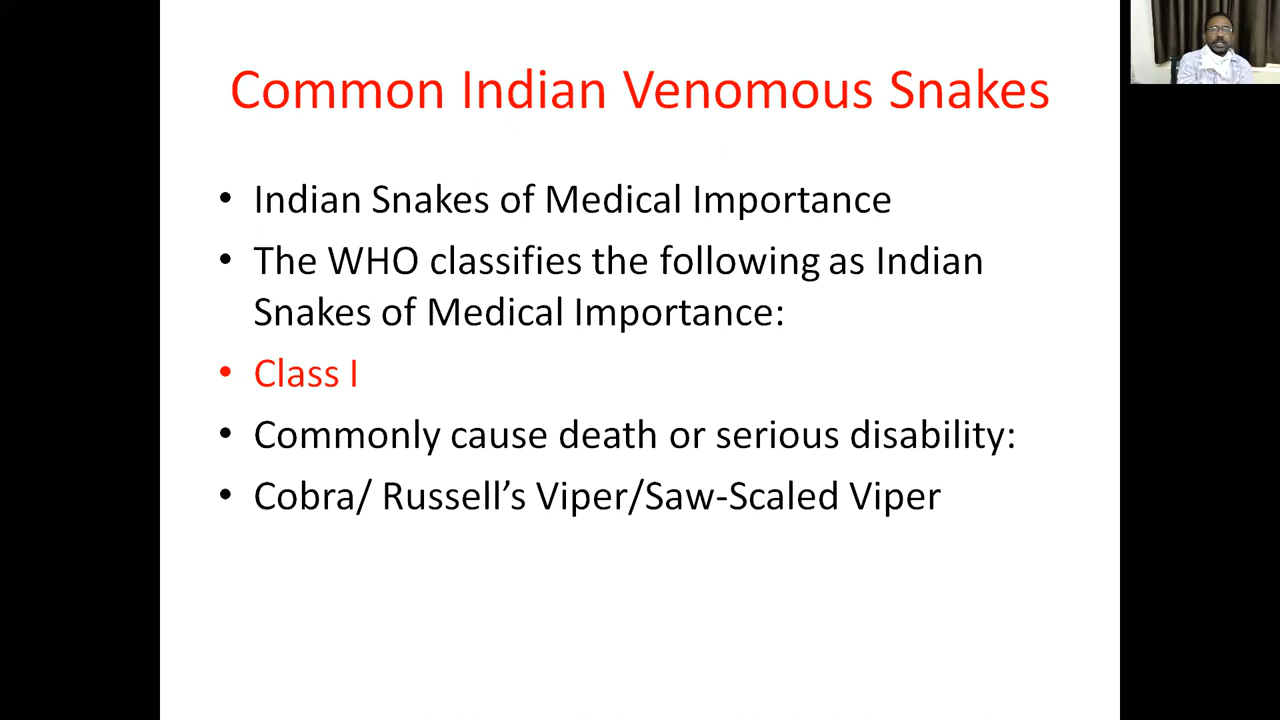 Common Indian Venomous Snakes
• Indian Snakes of Medical Importance
• The WHO classifies the following as Indian
Snakes of Medical Importance:
• Class I
• Commonly cause death or serious disability:
• Cobra/ Russell’s Viper/Saw-Scaled Viper